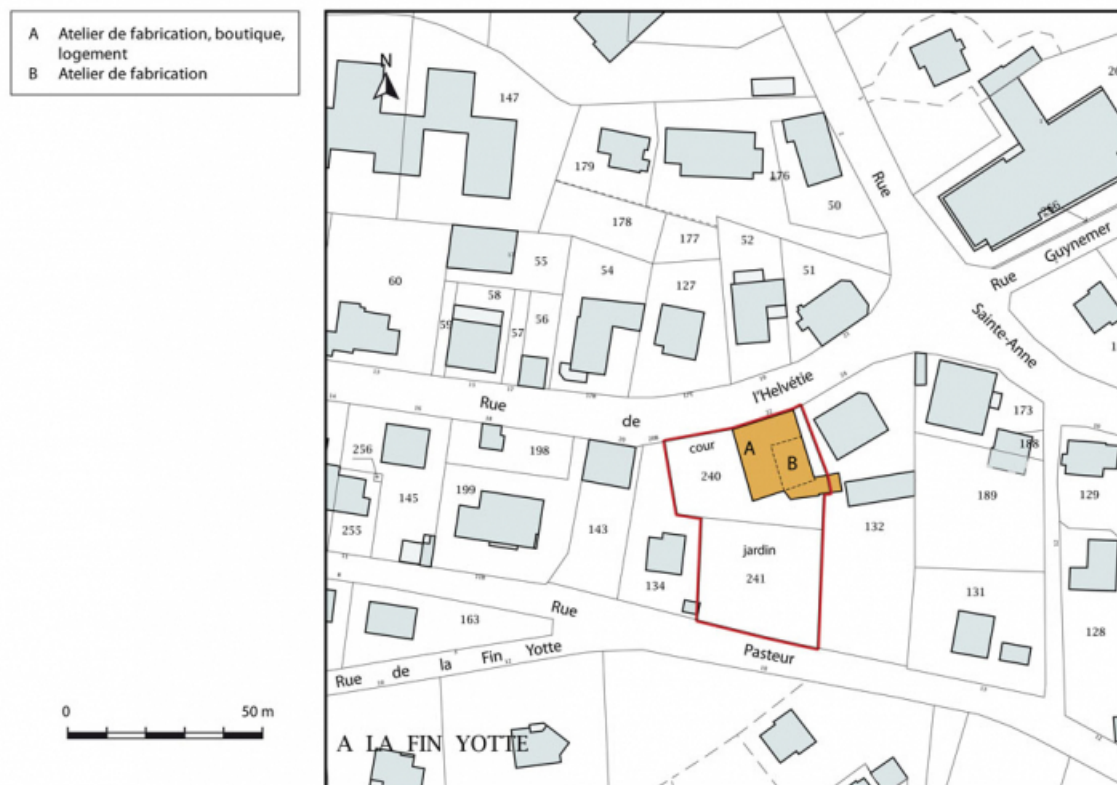 A Atelier de fabrication, boutique,
logement
B Atelier de fabrication
N
147
179
176
50
178
177
52
51
Rue
Rue Guynemer
Sainte-Anne
60
55
54
127
58
59
57
56
Rue de l'Helvétie
173
188
256
198
cour
240
A
B
145
199
143
132
189
129
255
134
jardin
241
131
128
163
Rue Pasteur
Rue de la Fin Yotte
0 50 m
A LA FIN YOTTE